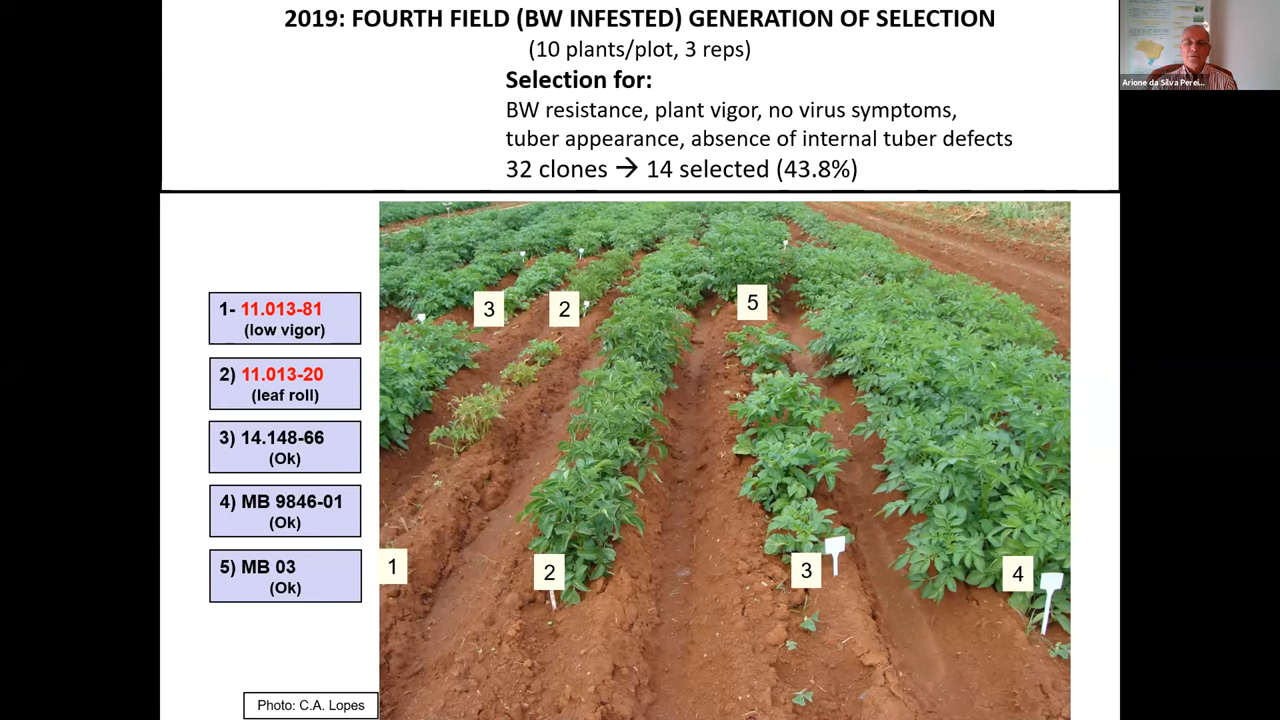 2019: FOURTH FIELD (BW INFESTED) GENERATION OF SELECTION
(10 plants/plot, 3 reps)
Selection for:
BW resistance, plant vigor, no virus symptoms,
tuber appearance, absence of internal tuber defects
32 clones → 14 selected (43.8%)
Arione da Silva Perei...
1- 11.013-81
(low vigor)
2) 11.013-20
(leaf roll)
3) 14.148-66
(Ok)
4) MB 9846-01
(Ok)
5) MB 03
(Ok)
3
2
5
1
2
3
4
Photo: C.A. Lopes